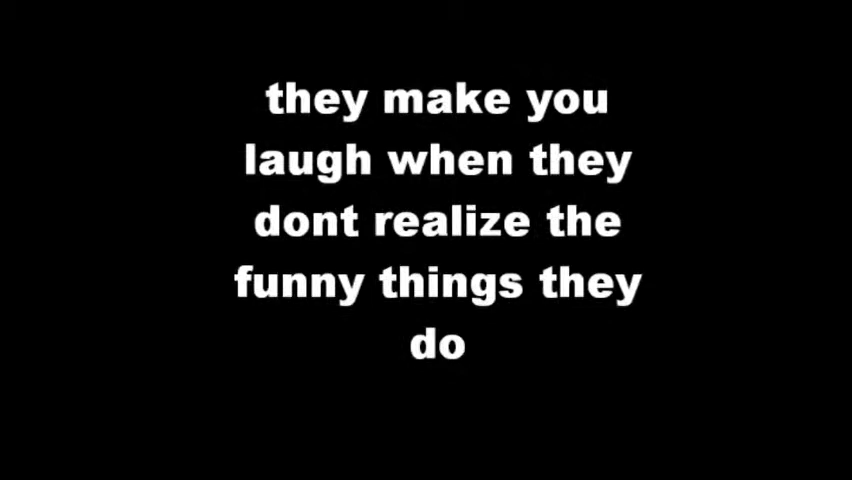 they make you
laugh when they
dont realize the
funny things they
do